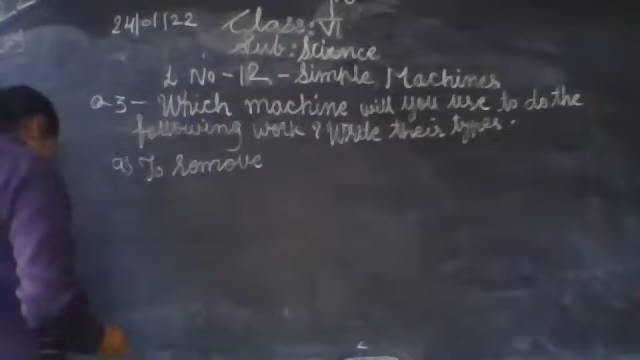 24/01/22 Class: VI
Sub: Science
L No - 12 - Simple Machines
Q 3 - Which machine will you use to do the
following work? Write their types.
a) To remove